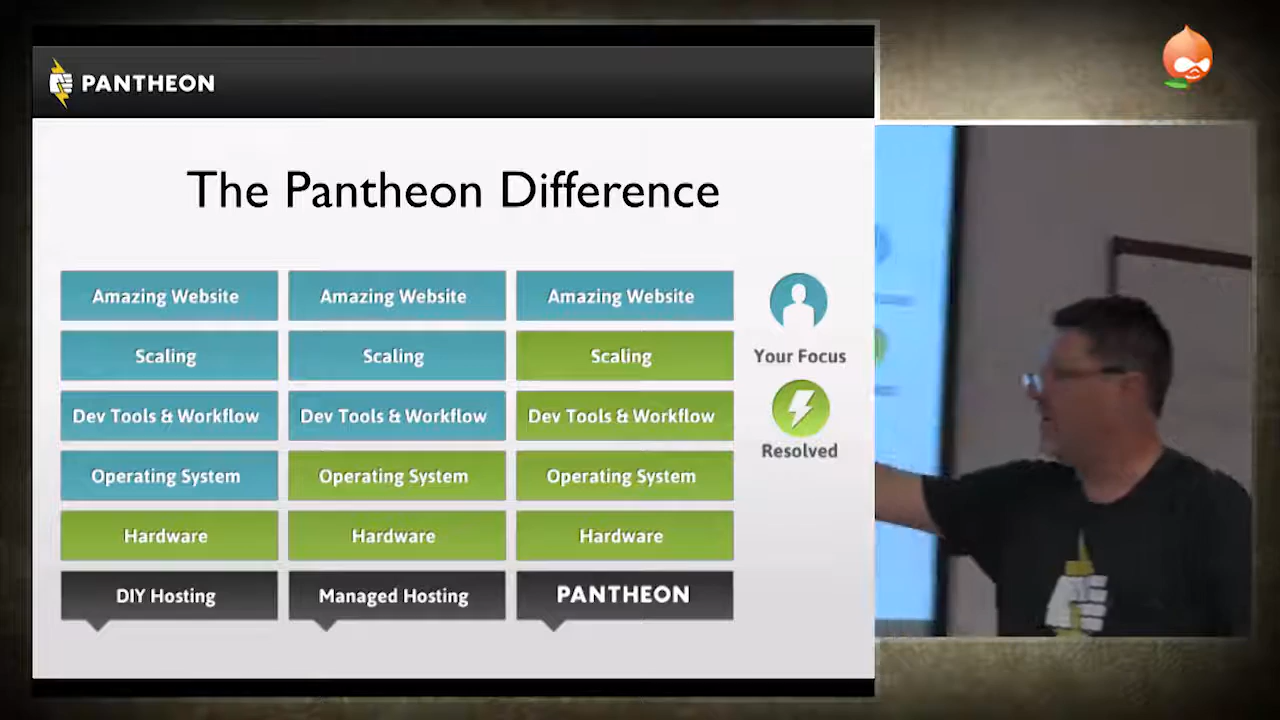 PANTHEON
The Pantheon Difference
Amazing Website Amazing Website Amazing Website
Scaling Scaling Scaling
Dev Tools & Workflow Dev Tools & Workflow Dev Tools & Workflow
Operating System Operating System Operating System
Hardware Hardware Hardware
DIY Hosting Managed Hosting PANTHEON
Your Focus
Resolved